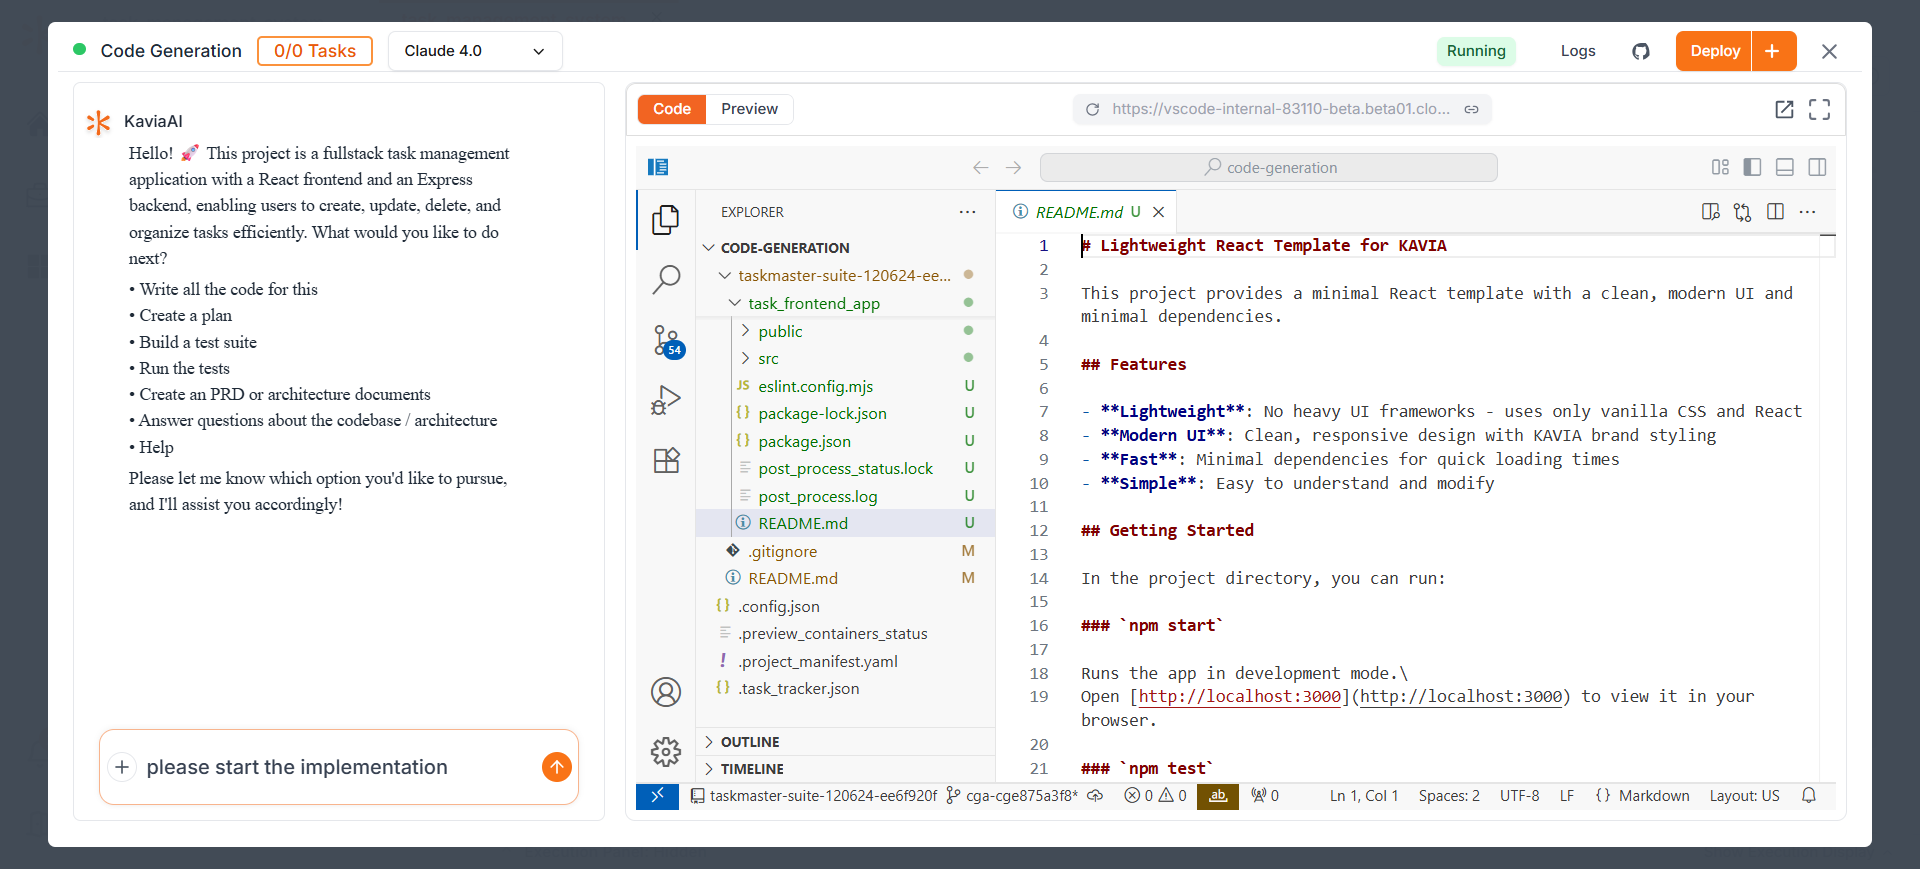 Code Generation 0/0 Tasks Claude 4.0 Running Logs Deploy +
KaviaAI
Hello! 🚀 This project is a fullstack task management
application with a React frontend and an Express
backend, enabling users to create, update, delete, and
organize tasks efficiently. What would you like to do
next?
• Write all the code for this
• Create a plan
• Build a test suite
• Run the tests
• Create an PRD or architecture documents
• Answer questions about the codebase / architecture
• Help
Please let me know which option you'd like to pursue,
and I'll assist you accordingly!
please start the implementation
Code Preview https://vscode-internal-83110-beta.beta01.clo...
code-generation
EXPLORER
CODE-GENERATION
taskmaster-suite-120624-ee...
task_frontend_app
public
src
JS eslint.config.mjs U
{} package-lock.json U
{} package.json U
post_process_status.lock U
post_process.log U
README.md U
.gitignore M
README.md M
{} .config.json
.preview_containers_status
! .project_manifest.yaml
{} .task_tracker.json
OUTLINE
TIMELINE
54
README.md U
1 # Lightweight React Template for KAVIA
2
3 This project provides a minimal React template with a clean, modern UI and
minimal dependencies.
4
5 ## Features
6
7 - **Lightweight**: No heavy UI frameworks - uses only vanilla CSS and React
8 - **Modern UI**: Clean, responsive design with KAVIA brand styling
9 - **Fast**: Minimal dependencies for quick loading times
10 - **Simple**: Easy to understand and modify
11
12 ## Getting Started
13
14 In the project directory, you can run:
15
16 ### `npm start`
17
18 Runs the app in development mode.\
19 Open [http://localhost:3000](http://localhost:3000) to view it in your
browser.
20
21 ### `npm test`
taskmaster-suite-120624-ee6f920f cga-cge875a3f8* 0 0 ab 0 Ln 1, Col 1 Spaces: 2 UTF-8 LF {} Markdown Layout: US